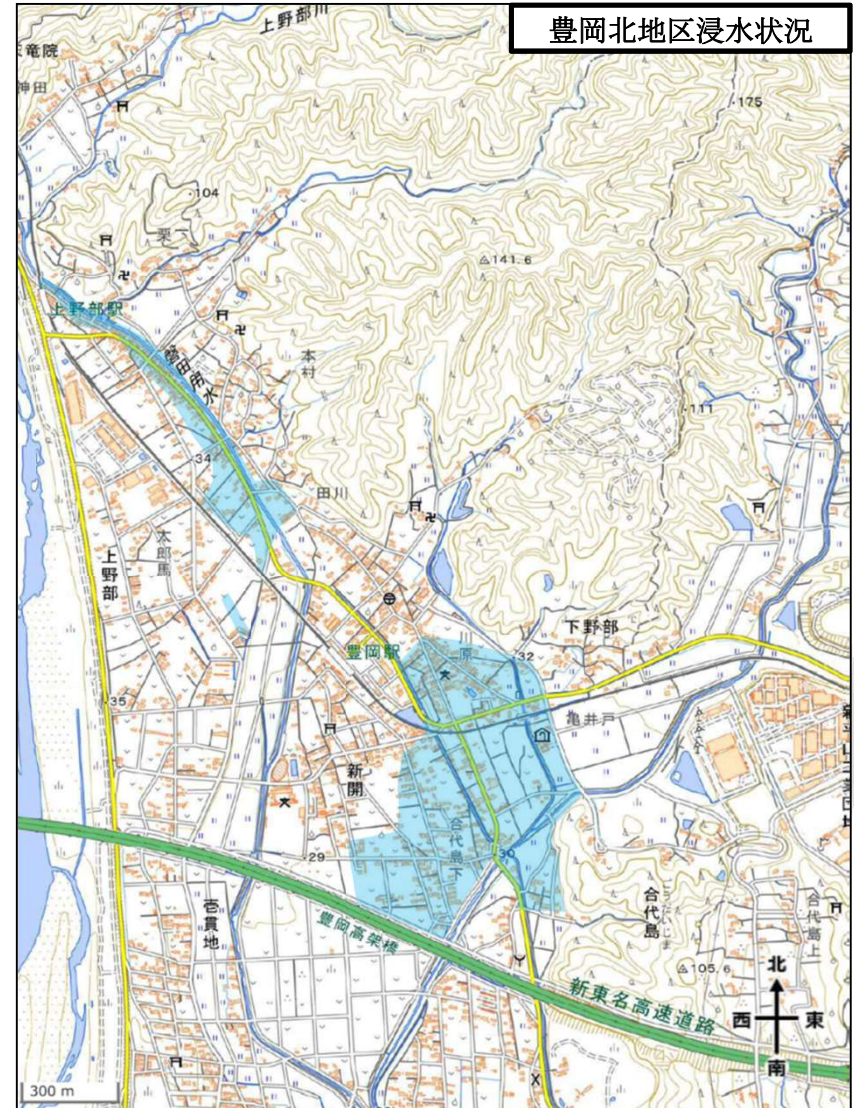 豊岡北地区浸水状況
上野部川
竜院
神田
175
104
141.6
上野部駅
本村
111
34
田川
太郎馬
上野部
下野部
川原
32
豊岡駅
35
亀井戸
新開
合代島下
30
29
壱貫地
豊岡高架橋
合代島
合代島上
105.6
新東名高速道路
北
西
東
南
300 m